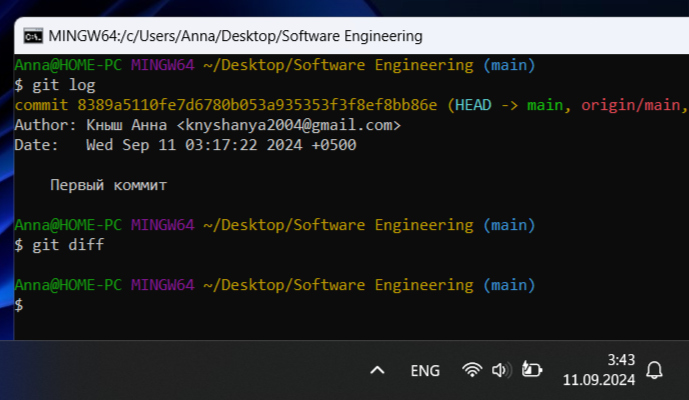 MINGW64:/c/Users/Anna/Desktop/Software Engineering
Anna@HOME-PC MINGW64 ~/Desktop/Software Engineering (main)
$ git log
commit 8389a5110fe7d6780b053a935353f3f8ef8bb86e (HEAD -> main, origin/main,
Author: Кныш Анна <knyshanya2004@gmail.com>
Date:   Wed Sep 11 03:17:22 2024 +0500
Первый коммит
Anna@HOME-PC MINGW64 ~/Desktop/Software Engineering (main)
$ git diff
Anna@HOME-PC MINGW64 ~/Desktop/Software Engineering (main)
$
ENG
3:43
11.09.2024